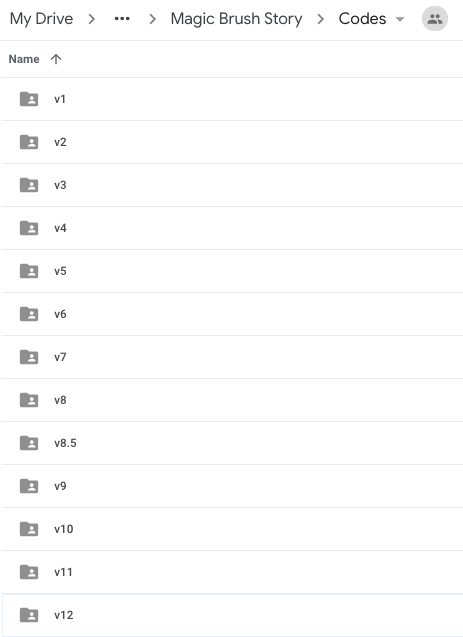 My Drive > ... > Magic Brush Story > Codes
Name ↑
v1
v2
v3
v4
v5
v6
v7
v8
v8.5
v9
v10
v11
v12